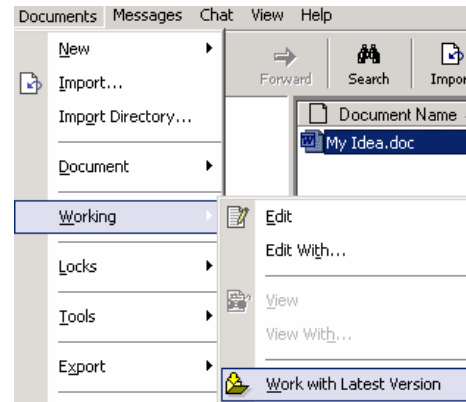 Documents Messages Chat View Help
New
Import...
Import Directory...
Document
Working
Locks
Tools
Export
Forward Search Impor
Document Name
My Idea.doc
Edit
Edit With...
View
View With...
Work with Latest Version